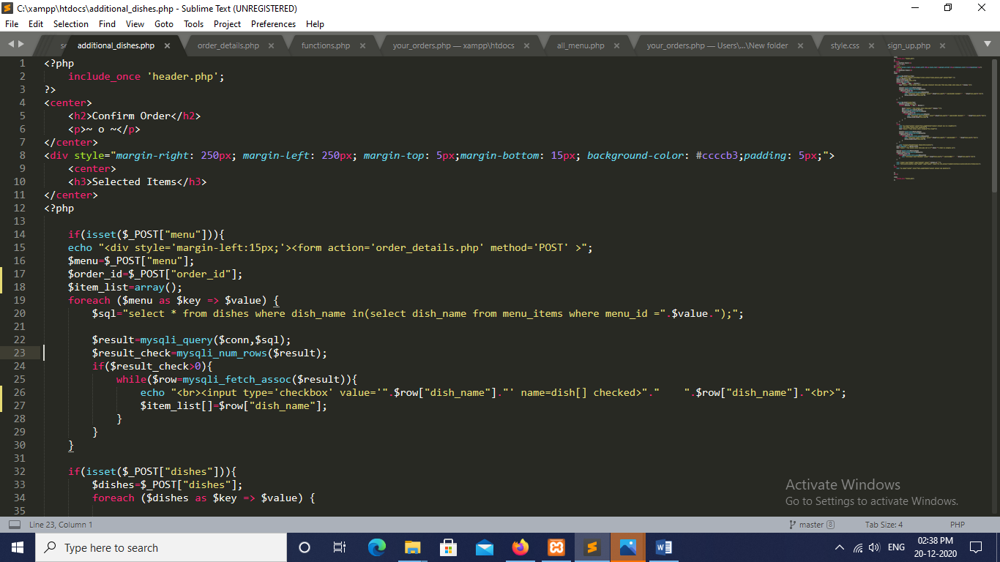 C:\xampp\htdocs\additional_dishes.php - Sublime Text (UNREGISTERED)
File Edit Selection Find View Goto Tools Project Preferences Help
additional_dishes.php × order_details.php × functions.php × your_orders.php — xampp\htdocs × all_menu.php × your_orders.php — Users\...\New folder × style.css × sign_up.php ×
1 <?php
2 include_once 'header.php';
3 ?>
4 <center>
5 <h2>Confirm Order</h2>
6 <p>~ o ~</p>
7 </center>
8 <div style="margin-right: 250px; margin-left: 250px; margin-top: 5px;margin-bottom: 15px; background-color: #ccccb3;padding: 5px;">
9 <center>
10 <h3>Selected Items</h3>
11 </center>
12 <?php
13
14 if(isset($_POST["menu"])){
15 echo "<div style='margin-left:15px;'><form action='order_details.php' method='POST' >";
16 $menu=$_POST["menu"];
17 $order_id=$_POST["order_id"];
18 $item_list=array();
19 foreach ($menu as $key => $value) {
20 $sql="select * from dishes where dish_name in(select dish_name from menu_items where menu_id =".$value.");";
21
22 $result=mysqli_query($conn,$sql);
23 $result_check=mysqli_num_rows($result);
24 if($result_check>0){
25 while($row=mysqli_fetch_assoc($result)){
26 echo "<br><input type='checkbox' value='".$row["dish_name"]."' name=dish[] checked>"."    ".$row["dish_name"]."<br>";
27 $item_list[]=$row["dish_name"];
28 }
29 }
30 }
31
32 if(isset($_POST["dishes"])){
33 $dishes=$_POST["dishes"];
34 foreach ($dishes as $key => $value) {
35
Activate Windows
Go to Settings to activate Windows.
Line 23, Column 1 master 8 Tab Size: 4 PHP
Type here to search ENG 02:38 PM
20-12-2020